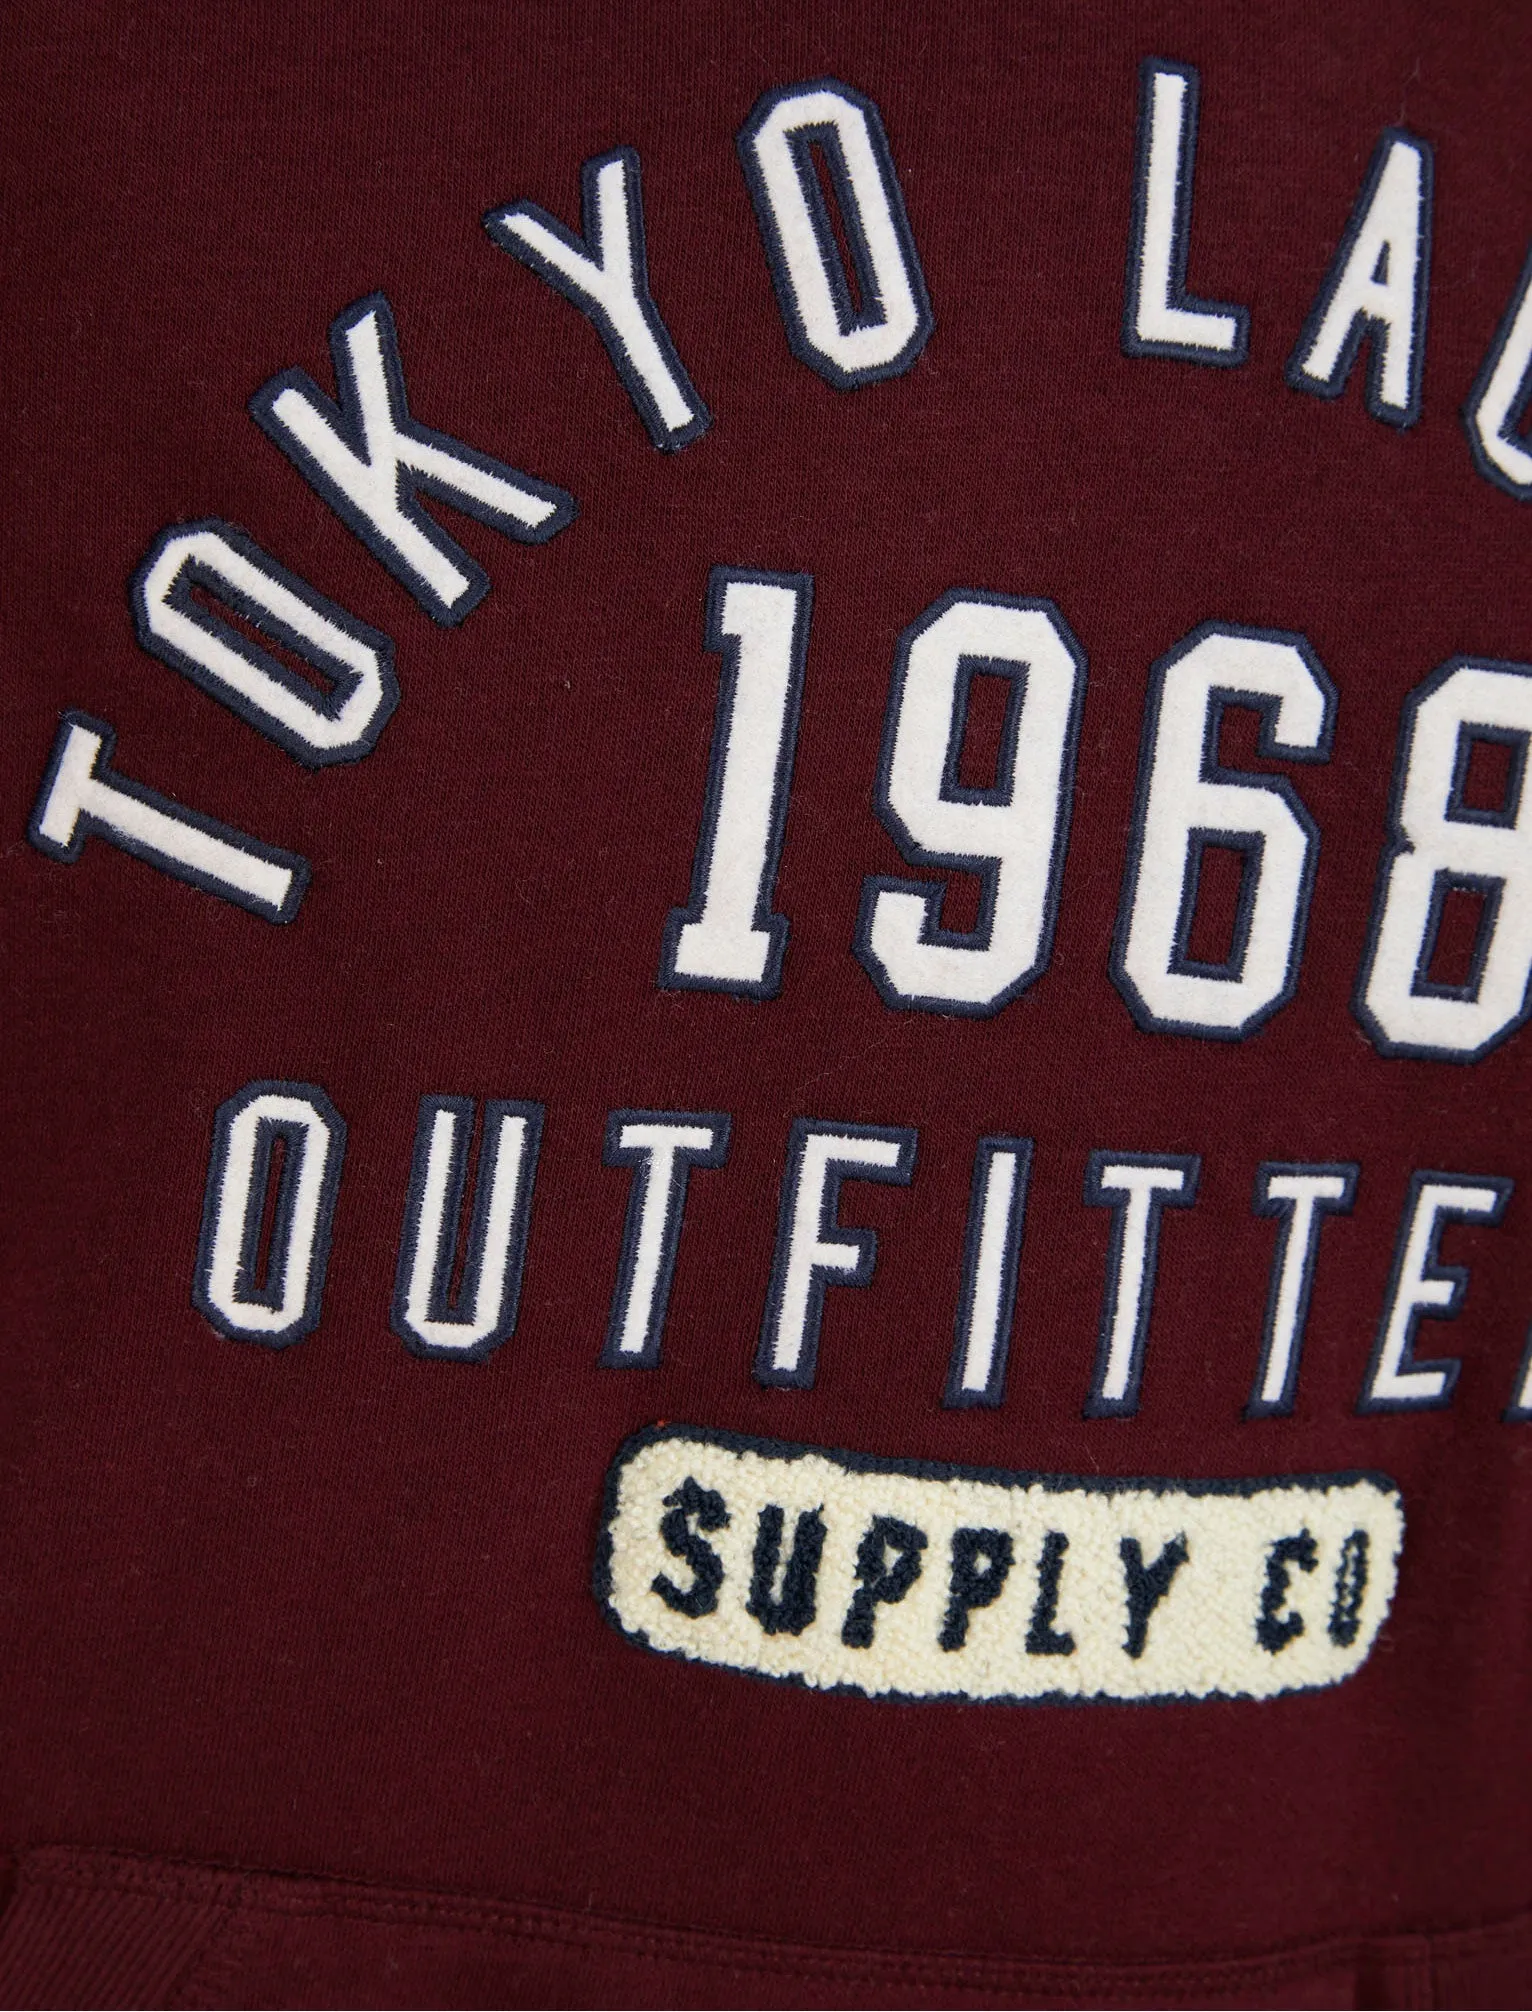 TOKYO LA
1968
OUTFITTE
SUPPLY CO